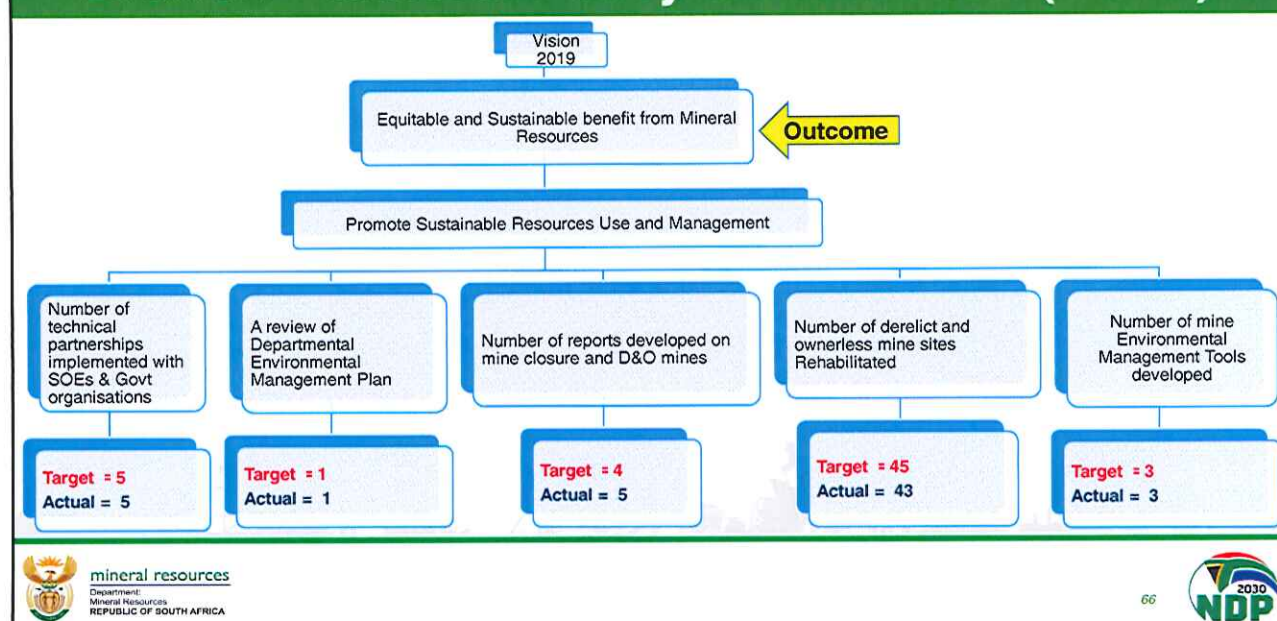 Vision
2019
Equitable and Sustainable benefit from Mineral
Resources
Outcome
Promote Sustainable Resources Use and Management
Number of
technical
partnerships
implemented with
SOEs & Govt
organisations
A review of
Departmental
Environmental
Management Plan
Number of reports developed on
mine closure and D&O mines
Number of derelict and
ownerless mine sites
Rehabilitated
Number of mine
Environmental
Management Tools
developed
Target = 5
Actual = 5
Target = 1
Actual = 1
Target = 4
Actual = 5
Target = 45
Actual = 43
Target = 3
Actual = 3
mineral resources
Department:
Mineral Resources
REPUBLIC OF SOUTH AFRICA
66
2030
NDP